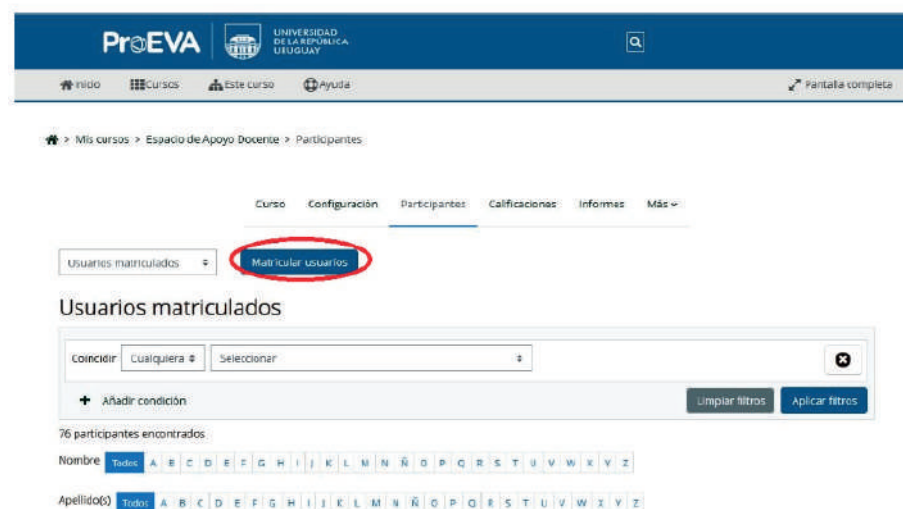 ProEVA
UNIVERSIDAD
DE LA REPÚBLICA
URUGUAY
Inicio Cursos Este curso Ayuda Pantalla completa
> Mis cursos > Espacio de Apoyo Docente > Participantes
Curso Configuración Participantes Calificaciones Informes Más
Usuarios matriculados Matricular usuarios
Usuarios matriculados
Coincidir Cualquiera Seleccionar
+ Añadir condición Limpiar filtros Aplicar filtros
76 participantes encontrados
Nombre Todos A B C D E F G H I J K L M N Ñ O P Q R S T U V W X Y Z
Apellido(s) Todos A B C D E F G H I J K L M N Ñ O P Q R S T U V W X Y Z